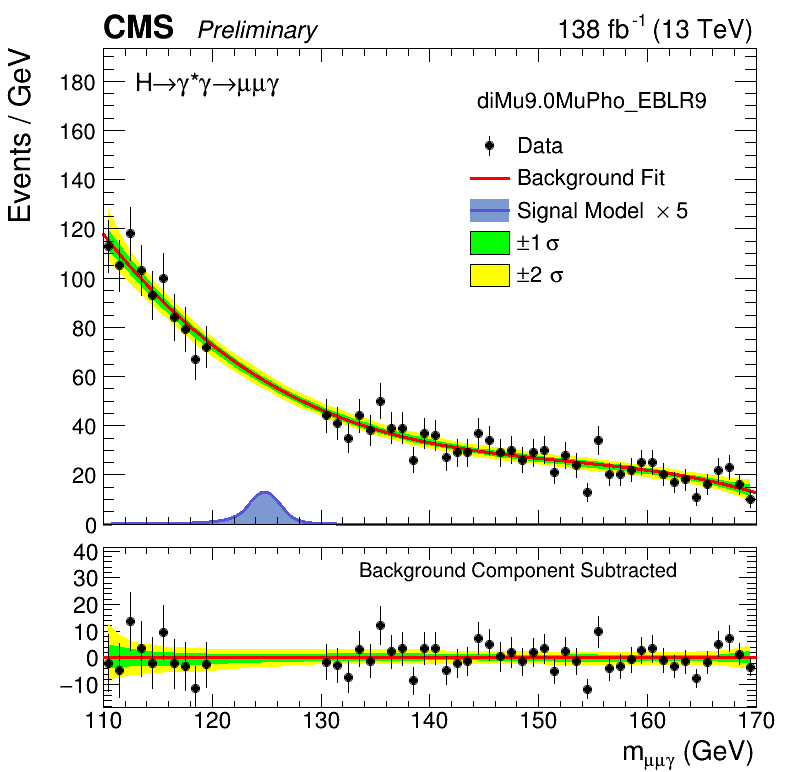 CMS Preliminary 138 fb⁻¹ (13 TeV)
Events / GeV
H→γ*γ→μμγ
diMu9.0MuPho_EBLR9
Data
Background Fit
Signal Model × 5
±1 σ
±2 σ
180
160
140
120
100
80
60
40
20
0
Background Component Subtracted
40
30
20
10
0
−10
110 120 130 140 150 160 170
m_μμγ (GeV)